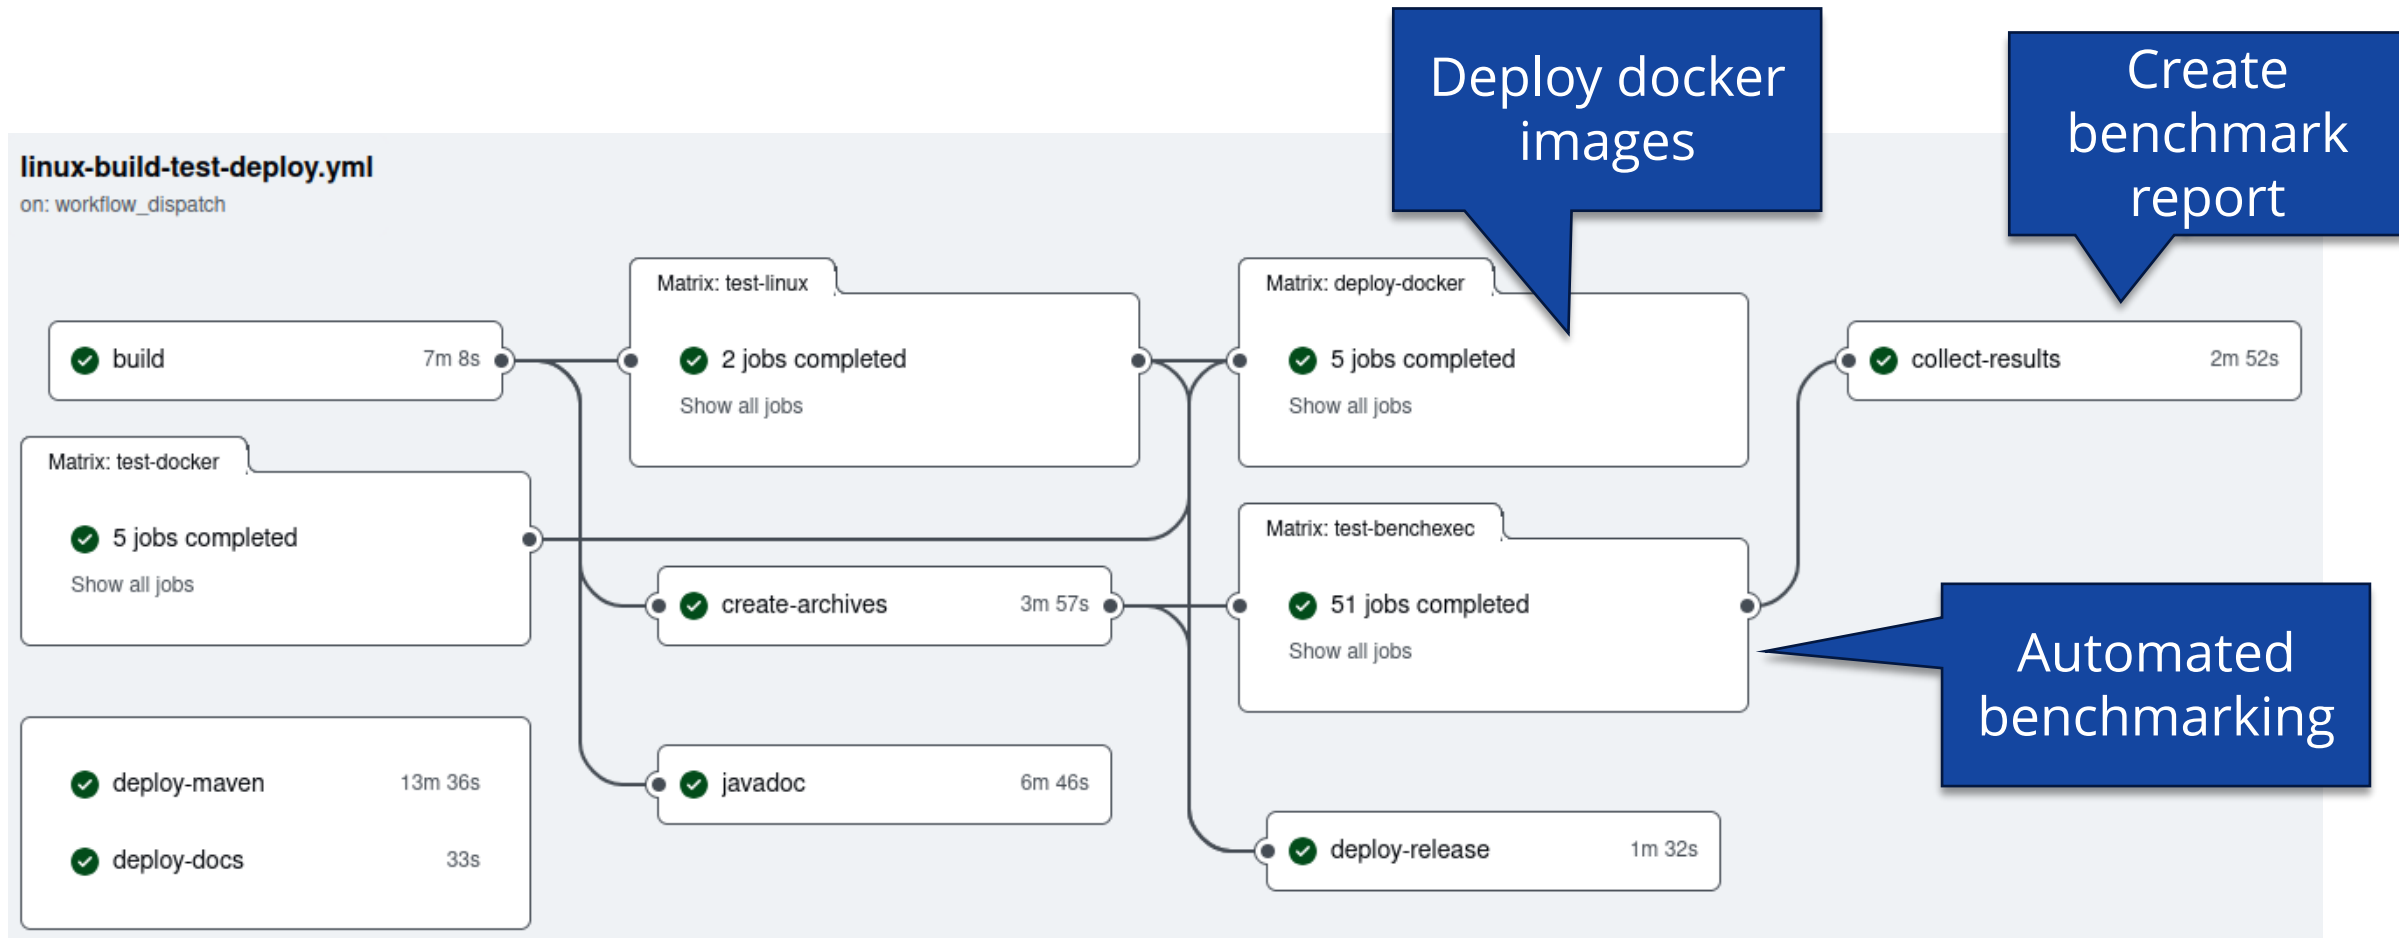 Deploy docker
images
Create
benchmark
report
linux-build-test-deploy.yml
on: workflow_dispatch
Matrix: test-linux
Matrix: deploy-docker
build 7m 8s
2 jobs completed
Show all jobs
5 jobs completed
Show all jobs
collect-results 2m 52s
Matrix: test-docker
5 jobs completed
Show all jobs
Matrix: test-benchexec
create-archives 3m 57s
51 jobs completed
Show all jobs
Automated
benchmarking
deploy-maven 13m 36s
deploy-docs 33s
javadoc 6m 46s
deploy-release 1m 32s